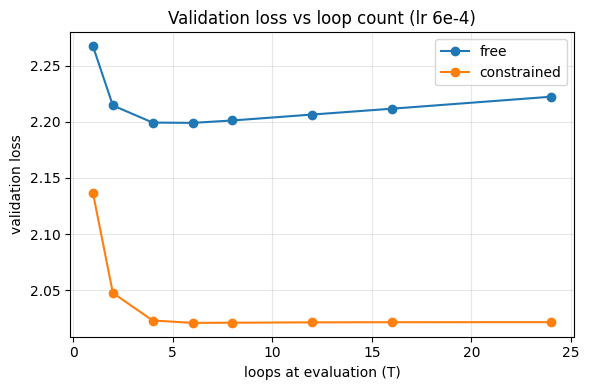 Validation loss vs loop count (lr 6e-4)
free
constrained
validation loss
2.25
2.20
2.15
2.10
2.05
0
5
10
15
20
25
loops at evaluation (T)